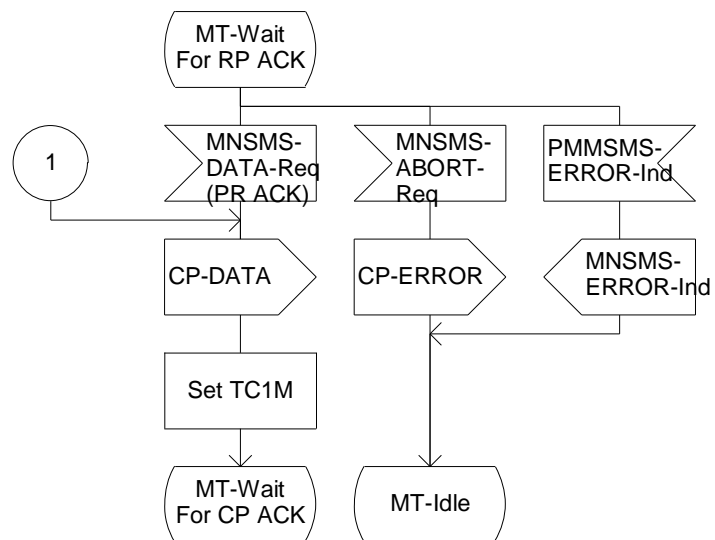 MT-Wait
For RP ACK
1
MNSMS-
DATA-Req
(PR ACK)
MNSMS-
ABORT-
Req
PMMSMS-
ERROR-Ind
CP-DATA
CP-ERROR
MNSMS-
ERROR-Ind
Set TC1M
MT-Wait
For CP ACK
MT-Idle